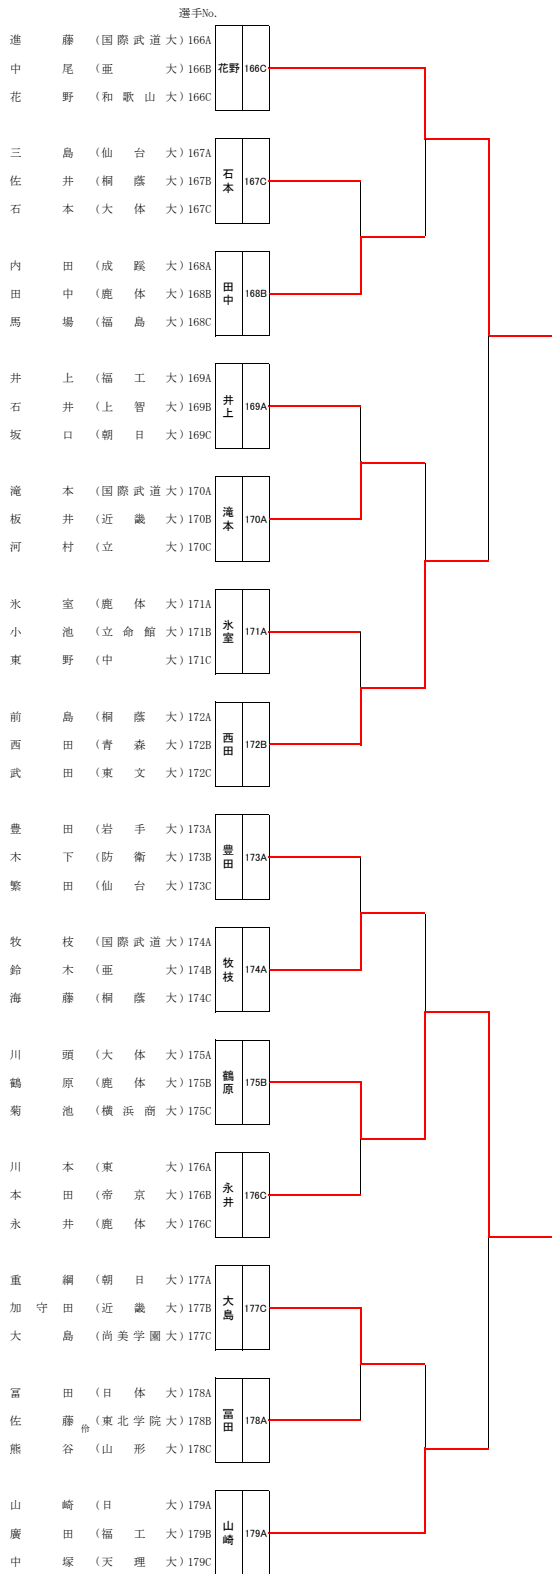 選手No.
進藤 (国際武道大) 166A
中尾 (亜大) 166B 花野 166C
花野 (和歌山大) 166C
三島 (仙台大) 167A
佐井 (桐蔭大) 167B 石本 167C
石本 (大体大) 167C
内田 (成蹊大) 168A
田中 (鹿体大) 168B 田中 168B
馬場 (福島大) 168C
井上 (福工大) 169A
石井 (上智大) 169B 井上 169A
坂口 (朝日大) 169C
滝本 (国際武道大) 170A
板井 (近畿大) 170B 滝本 170A
河村 (立大) 170C
氷室 (鹿体大) 171A
小池 (立命館大) 171B 氷室 171A
東野 (中大) 171C
前島 (桐蔭大) 172A
西田 (青森大) 172B 西田 172B
武田 (東文大) 172C
豊田 (岩手大) 173A
木下 (防衛大) 173B 豊田 173A
繁田 (仙台大) 173C
牧枝 (国際武道大) 174A
鈴木 (亜大) 174B 牧枝 174A
海藤 (桐蔭大) 174C
川頭 (大体大) 175A
鶴原 (鹿体大) 175B 鶴原 175B
菊池 (横浜商大) 175C
川本 (東大) 176A
本田 (帝京大) 176B 永井 176C
永井 (鹿体大) 176C
重綱 (朝日大) 177A
加守田 (近畿大) 177B 大島 177C
大島 (尚美学園大) 177C
冨田 (日体大) 178A
佐藤伶 (東北学院大) 178B 冨田 178A
熊谷 (山形大) 178C
山崎 (日大) 179A
廣田 (福工大) 179B 山崎 179A
中塚 (天理大) 179C